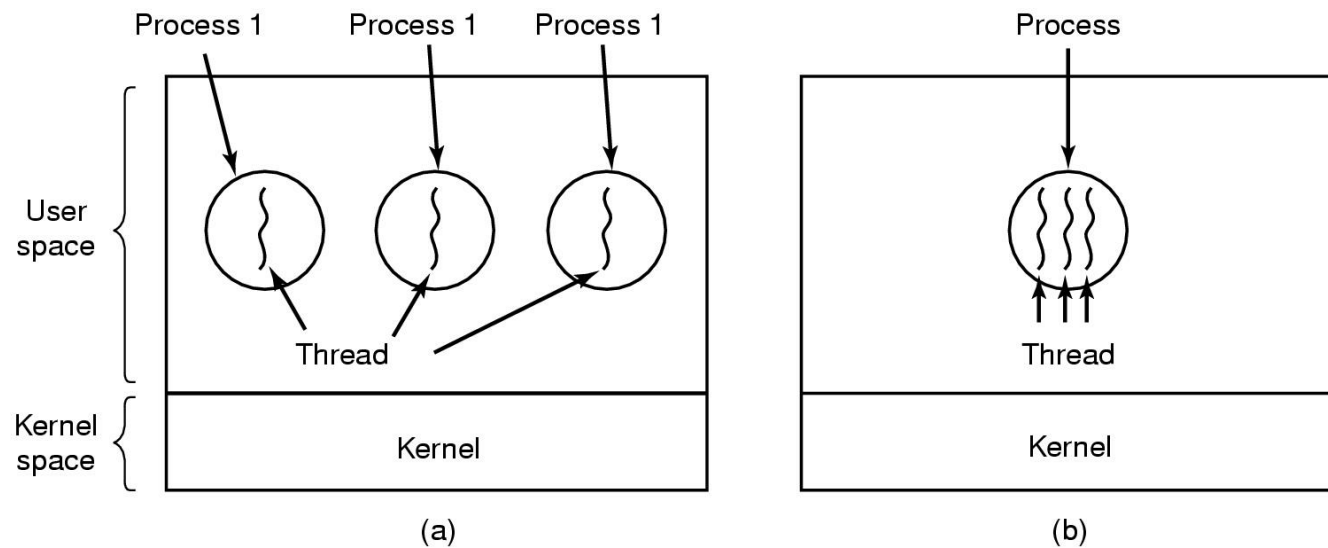 Process 1
Process 1
Process 1
Process
User
space
Thread
Thread
Kernel
space
Kernel
Kernel
(a)
(b)